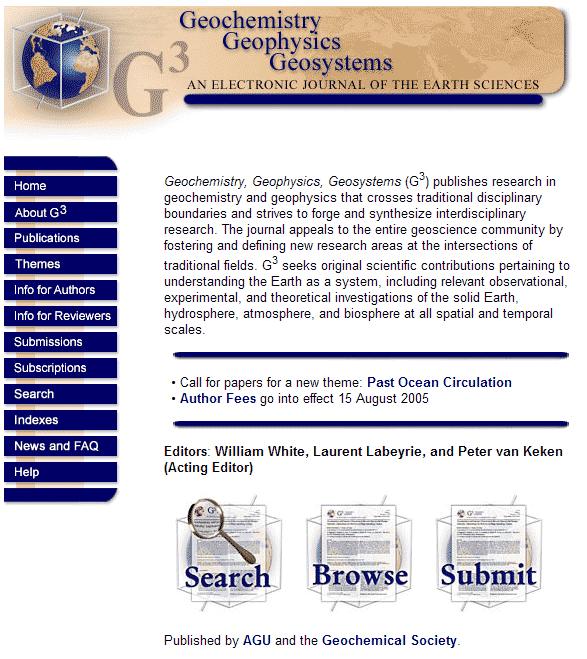 Geochemistry
Geophysics
Geosystems
G3
AN ELECTRONIC JOURNAL OF THE EARTH SCIENCES
Home
About G3
Publications
Themes
Info for Authors
Info for Reviewers
Submissions
Subscriptions
Search
Indexes
News and FAQ
Help
Geochemistry, Geophysics, Geosystems (G3) publishes research in
geochemistry and geophysics that crosses traditional disciplinary
boundaries and strives to forge and synthesize interdisciplinary
research. The journal appeals to the entire geoscience community by
fostering and defining new research areas at the intersections of
traditional fields. G3 seeks original scientific contributions pertaining to
understanding the Earth as a system, including relevant observational,
experimental, and theoretical investigations of the solid Earth,
hydrosphere, atmosphere, and biosphere at all spatial and temporal
scales.
• Call for papers for a new theme: Past Ocean Circulation
• Author Fees go into effect 15 August 2005
Editors: William White, Laurent Labeyrie, and Peter van Keken
(Acting Editor)
Search
Browse
Submit
Published by AGU and the Geochemical Society.